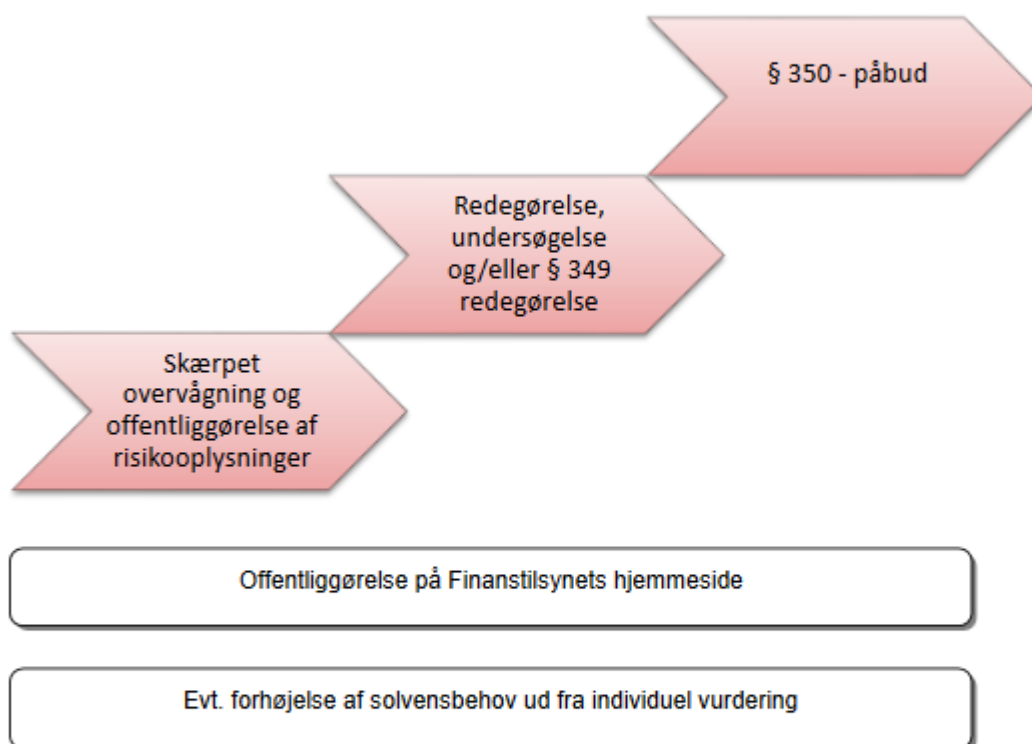 § 350 - påbud
Redegørelse,
undersøgelse
og/eller § 349
redegørelse
Skærpet
overvågning og
offentliggørelse af
risikooplysninger
Offentliggørelse på Finanstilsynets hjemmeside
Evt. forhøjelse af solvensbehov ud fra individuel vurdering